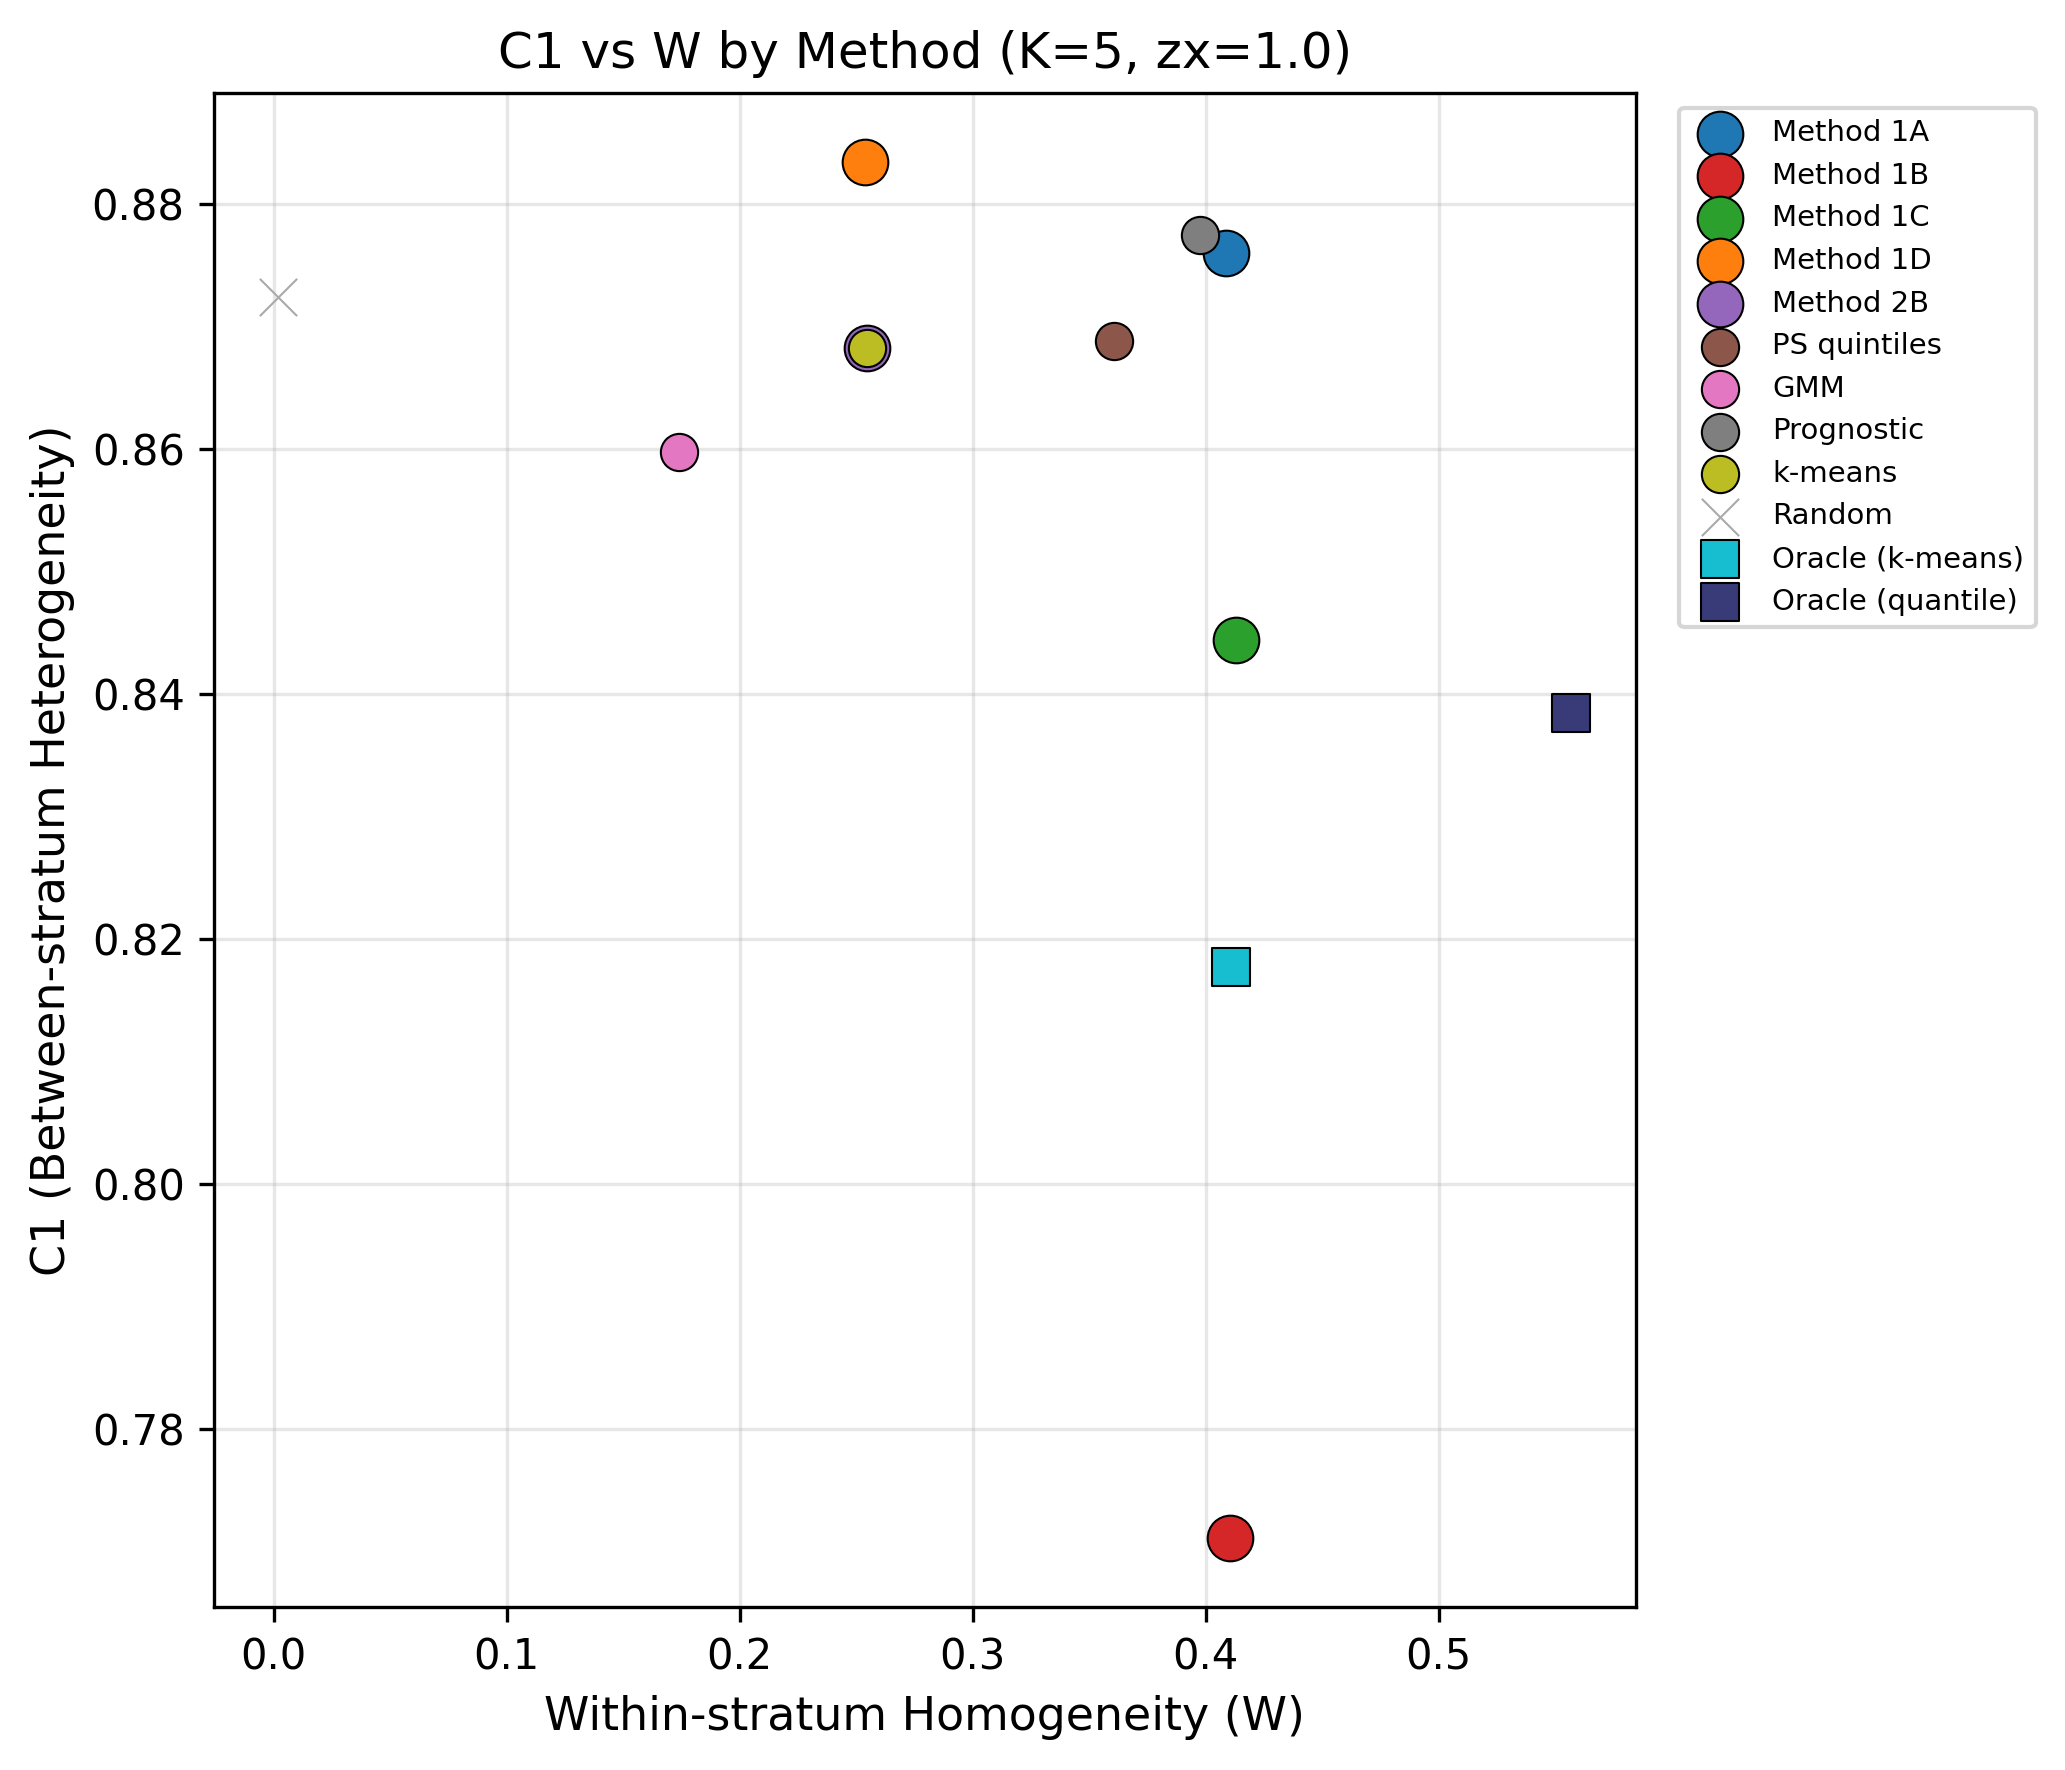 C1 vs W by Method (K=5, zx=1.0)
C1 (Between-stratum Heterogeneity)
0.88
0.86
0.84
0.82
0.80
0.78
0.0
0.1
0.2
0.3
0.4
0.5
Within-stratum Homogeneity (W)
Method 1A
Method 1B
Method 1C
Method 1D
Method 2B
PS quintiles
GMM
Prognostic
k-means
Random
Oracle (k-means)
Oracle (quantile)